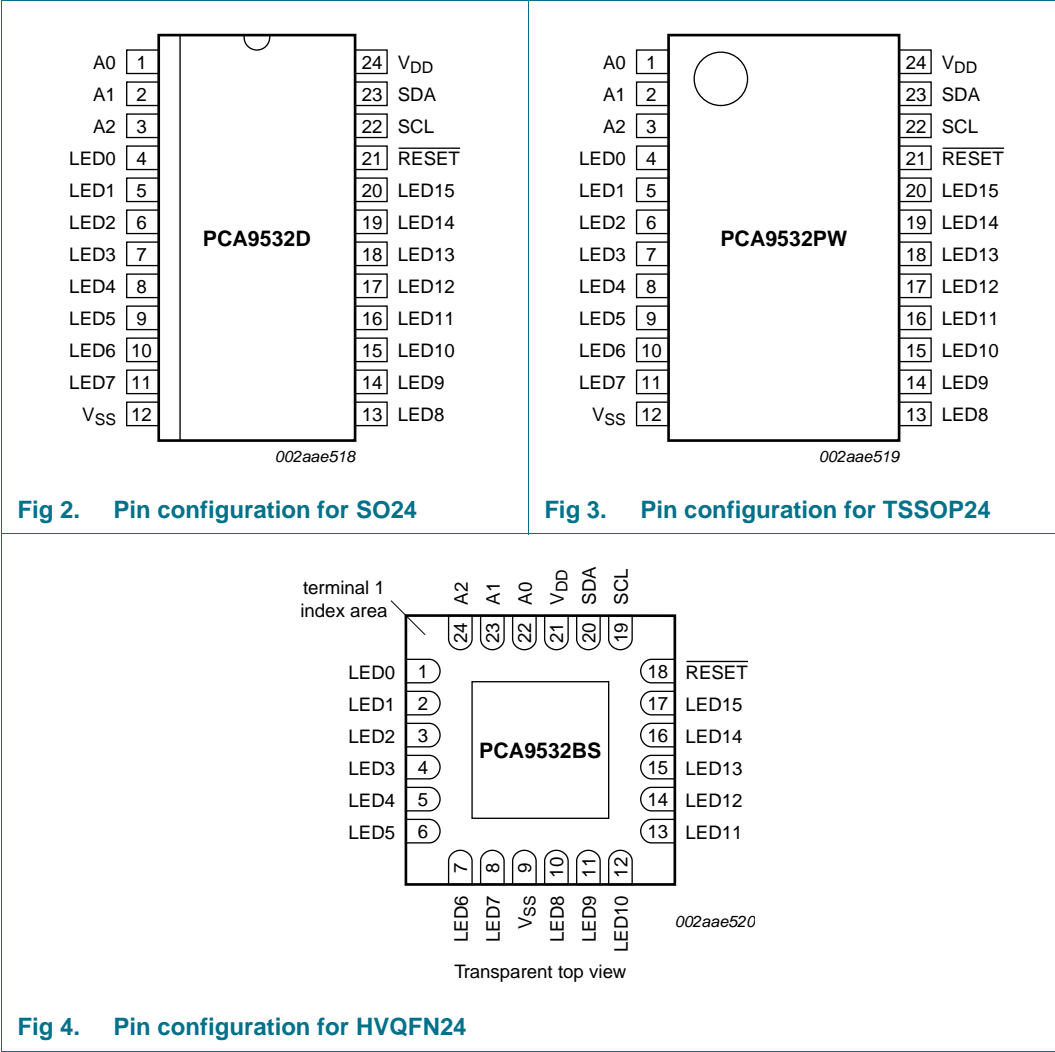 A0 1 24 VDD
A1 2 23 SDA
A2 3 22 SCL
LED0 4 21 RESET
LED1 5 20 LED15
LED2 6 19 LED14
PCA9532D
LED3 7 18 LED13
LED4 8 17 LED12
LED5 9 16 LED11
LED6 10 15 LED10
LED7 11 14 LED9
VSS 12 13 LED8
002aae518
Fig 2. Pin configuration for SO24
A0 1 24 VDD
A1 2 23 SDA
A2 3 22 SCL
LED0 4 21 RESET
LED1 5 20 LED15
LED2 6 19 LED14
PCA9532PW
LED3 7 18 LED13
LED4 8 17 LED12
LED5 9 16 LED11
LED6 10 15 LED10
LED7 11 14 LED9
VSS 12 13 LED8
002aae519
Fig 3. Pin configuration for TSSOP24
terminal 1
index area
A2 A1 A0 VDD SDA SCL
24 23 22 21 20 19
LED0 1 18 RESET
LED1 2 17 LED15
LED2 3 16 LED14
PCA9532BS
LED3 4 15 LED13
LED4 5 14 LED12
LED5 6 13 LED11
7 8 9 10 11 12
LED6 LED7 VSS LED8 LED9 LED10
002aae520
Transparent top view
Fig 4. Pin configuration for HVQFN24